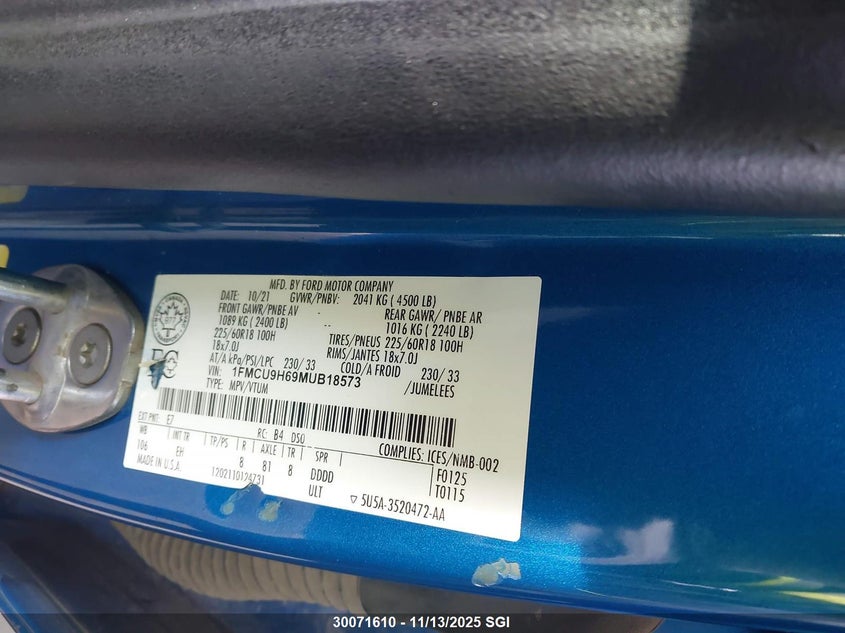 MFD. BY FORD MOTOR COMPANY
DATE: 10/21 GVWR/PNBV: 2041 KG ( 4500 LB)
FRONT GAWR/PNBE AV REAR GAWR/ PNBE AR
1089 KG ( 2400 LB) -- 1016 KG ( 2240 LB)
225/60R18 100H TIRES/PNEUS 225/60R18 100H
18x7.0J RIMS/JANTES 18x7.0J
AT/A kPa/PSI/LPC 230/ 33 COLD/A FROID 230/ 33
VIN: 1FMCU9H69MUB18573 /JUMELEES
TYPE: MPV/VTUM
EXT PNT: E7 RC: B4 DSO COMPLIES: ICES/NMB-002
WB INT TR TP/PS R AXLE TR SPR F0125
106 EH 8 81 8 DDDD T0115
MADE IN U.S.A. ULT
120211012473I ▽ 5U5A-3520472-AA
30071610 - 11/13/2025 SGI